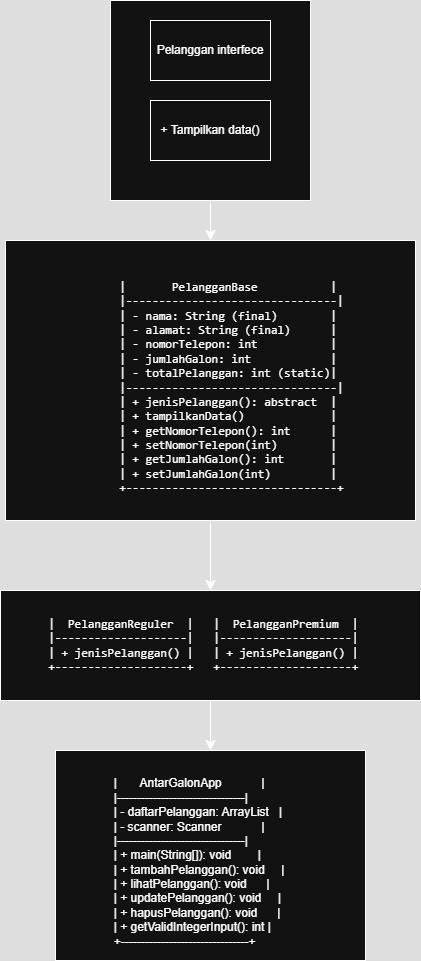 Pelanggan interfece
+ Tampilkan data()
|       PelangganBase           |
|--------------------------------|
| - nama: String (final)        |
| - alamat: String (final)      |
| - nomorTelepon: int           |
| - jumlahGalon: int            |
| - totalPelanggan: int (static)|
|--------------------------------|
| + jenisPelanggan(): abstract  |
| + tampilkanData()             |
| + getNomorTelepon(): int      |
| + setNomorTelepon(int)        |
| + getJumlahGalon(): int       |
| + setJumlahGalon(int)         |
+--------------------------------+
|  PelangganReguler  |   |  PelangganPremium  |
|--------------------|   |--------------------|
| + jenisPelanggan() |   | + jenisPelanggan() |
+--------------------+   +--------------------+
|       AntarGalonApp            |
|--------------------------------|
| - daftarPelanggan: ArrayList   |
| - scanner: Scanner            |
|--------------------------------|
| + main(String[]): void        |
| + tambahPelanggan(): void     |
| + lihatPelanggan(): void      |
| + updatePelanggan(): void     |
| + hapusPelanggan(): void      |
| + getValidIntegerInput(): int |
+--------------------------------+